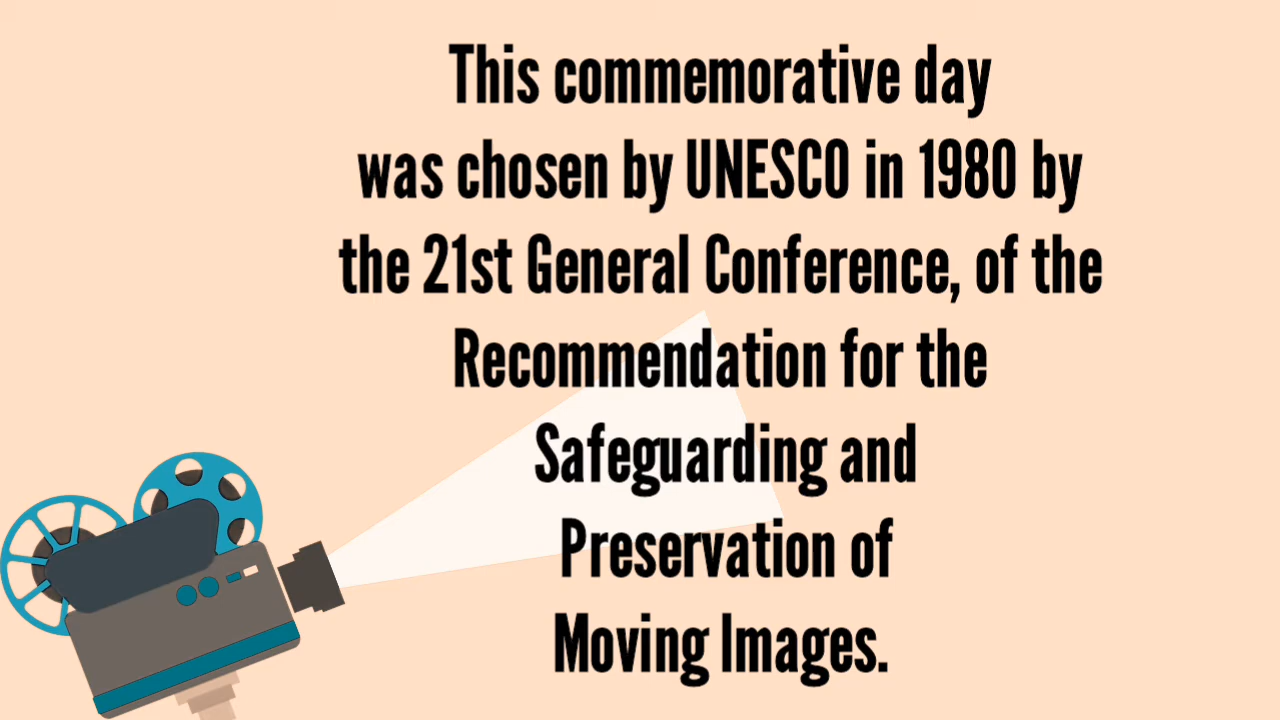 This commemorative day
was chosen by UNESCO in 1980 by
the 21st General Conference, of the
Recommendation for the
Safeguarding and
Preservation of
Moving Images.